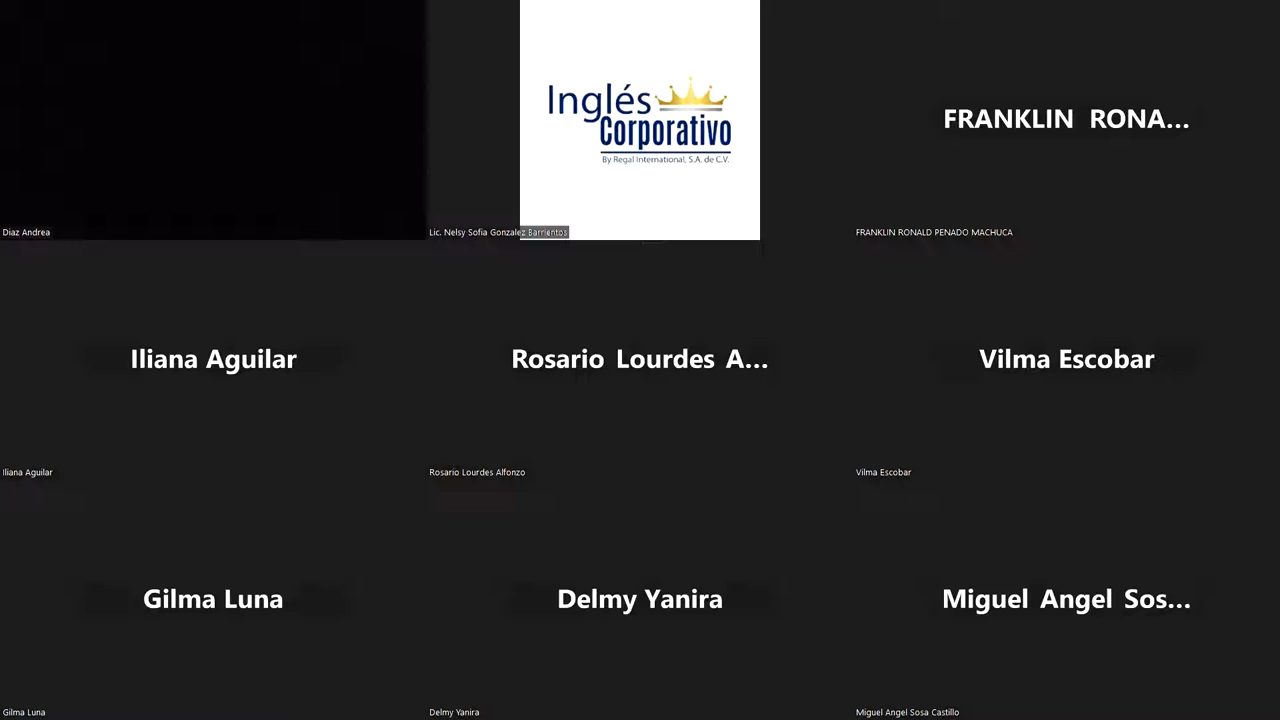 Inglés
Corporativo
By Regal International, S.A. de C.V.
FRANKLIN RONA...
Diaz Andrea
Lic. Nelsy Sofia Gonzalez Barrientos
FRANKLIN RONALD PENADO MACHUCA
Iliana Aguilar
Rosario Lourdes A...
Vilma Escobar
Iliana Aguilar
Rosario Lourdes Alfonzo
Vilma Escobar
Gilma Luna
Delmy Yanira
Miguel Angel Sos...
Gilma Luna
Delmy Yanira
Miguel Angel Sosa Castillo